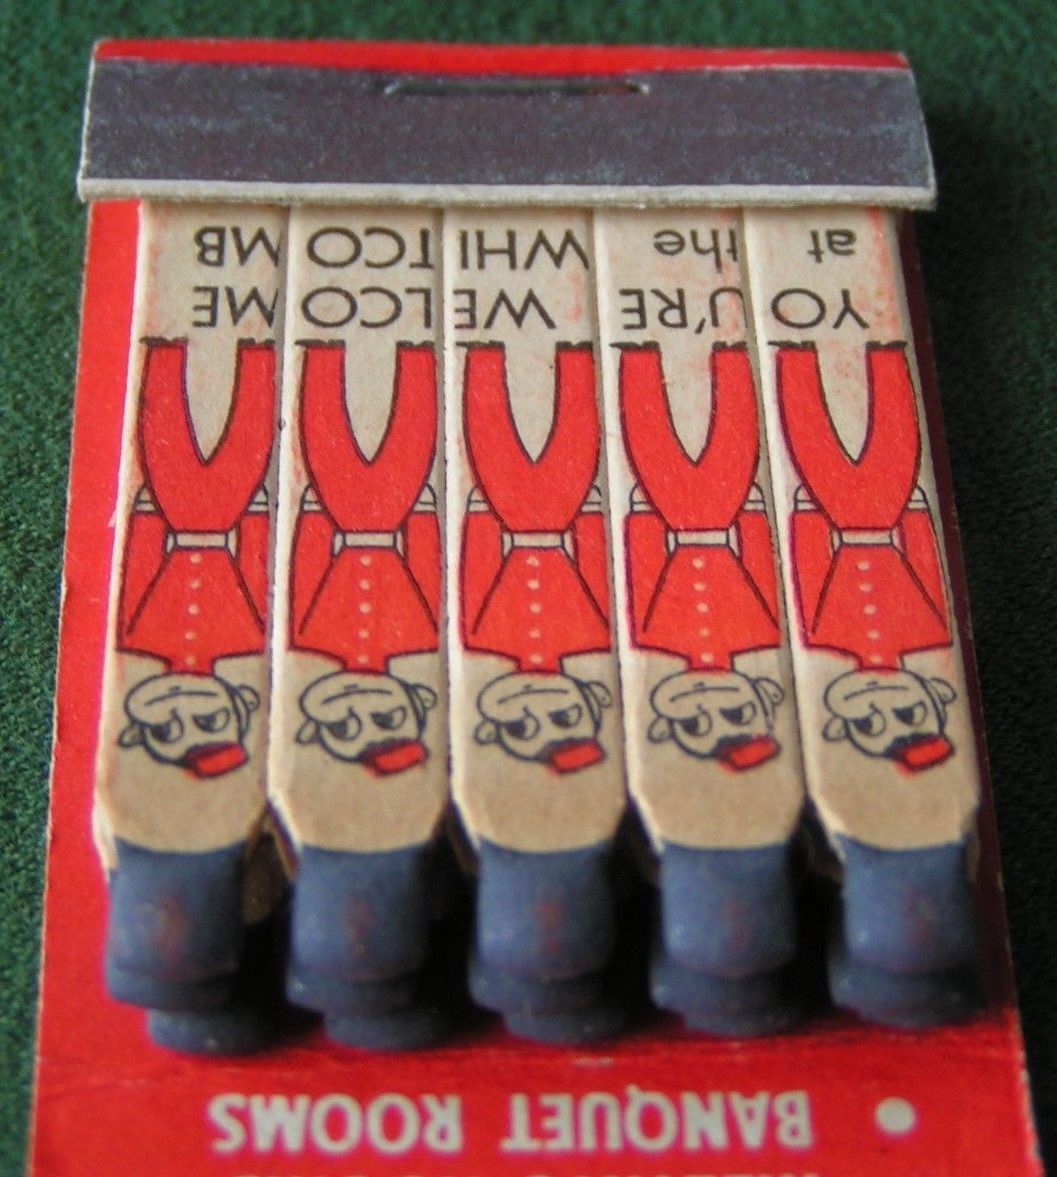 • BANQUET ROOMS
YOU'RE WELCOME
at the WHITCOMB